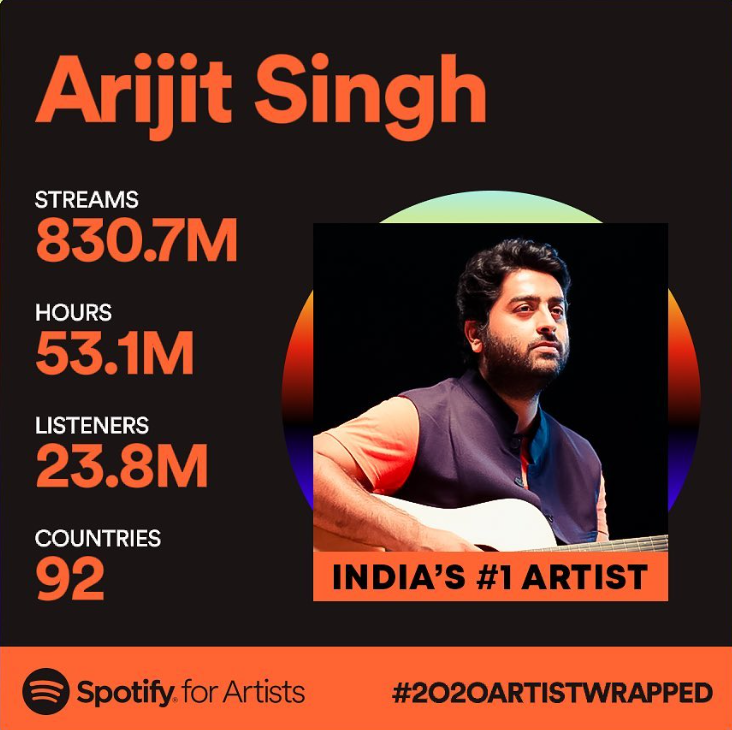 Arijit Singh
STREAMS
830.7M
HOURS
53.1M
LISTENERS
23.8M
COUNTRIES
92
INDIA'S #1 ARTIST
Spotify for Artists
#2020ARTISTWRAPPED